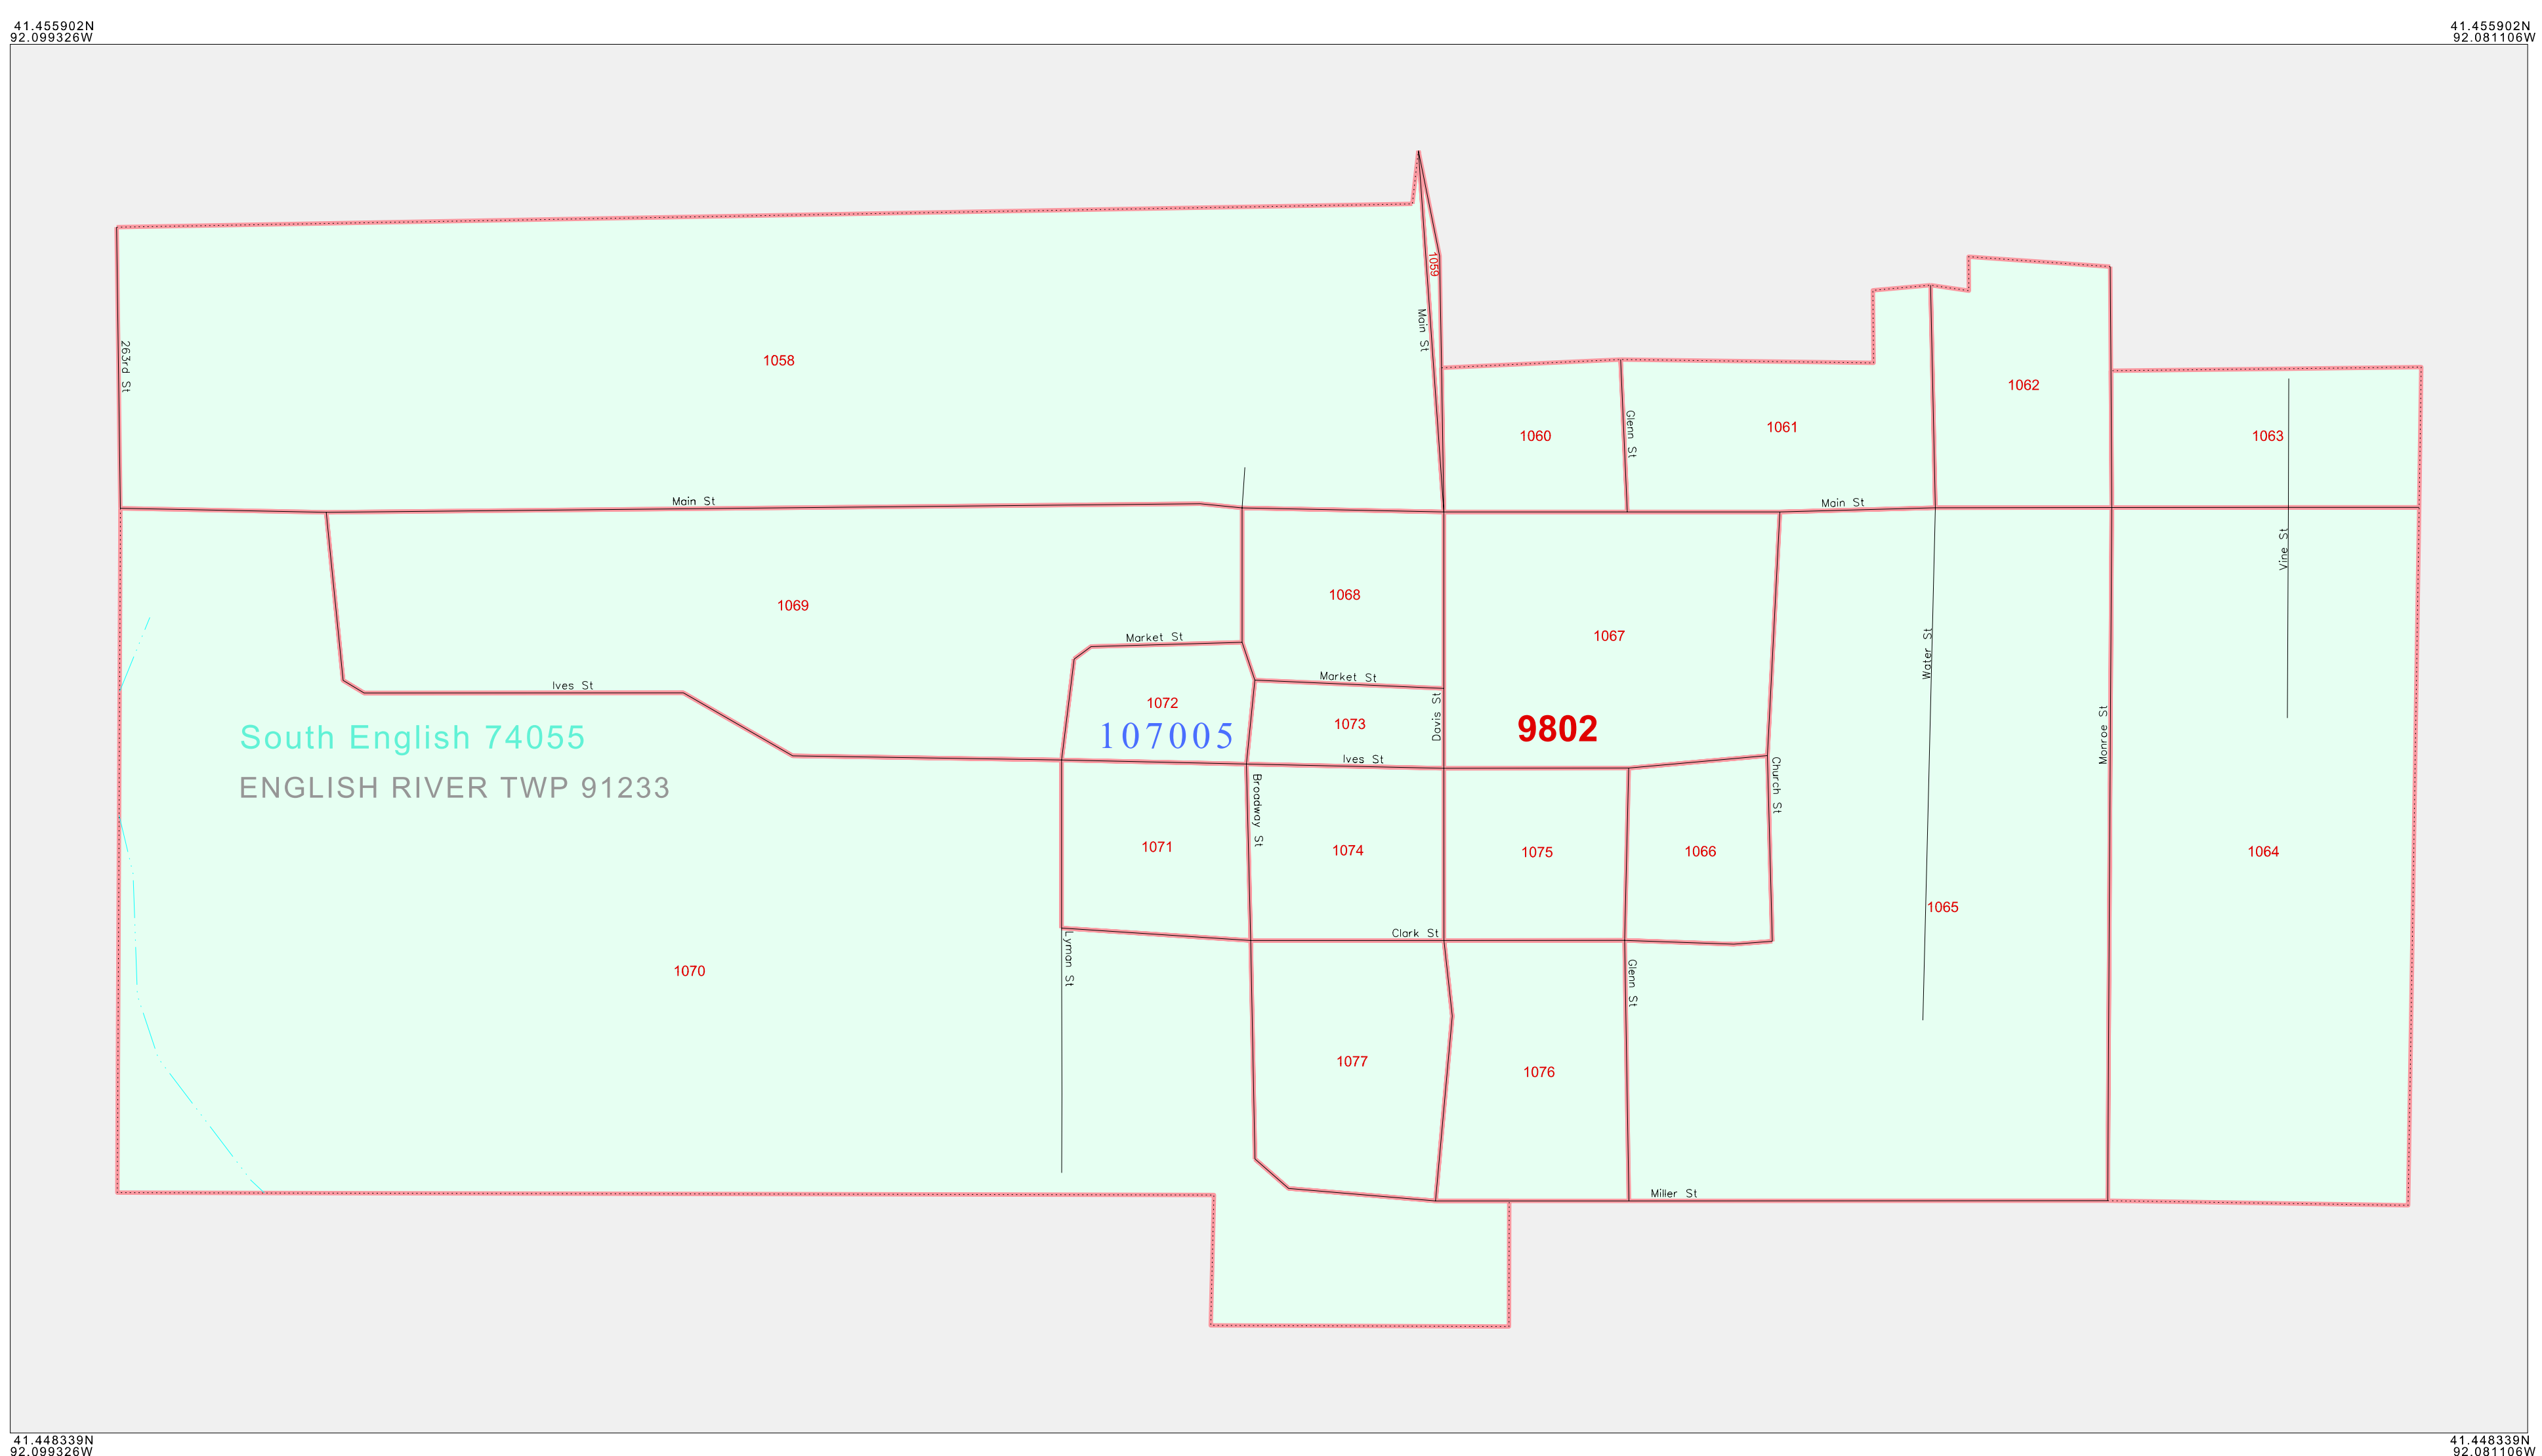 41.455902N
92.099326W
41.455902N
92.081106W
1059
Main St
263rd St
1058
1062
Glenn St
1060
1061
1063
Main St
Main St
Vine St
1069
1068
1067
Market St
Water St
Market St
Ives St
1072
1073
Davis St
9802
Monroe St
107005
South English 74055
Ives St
ENGLISH RIVER TWP 91233
Broadway St
Church St
1071
1074
1075
1066
1064
1065
Clark St
Lyman St
1070
Glenn St
1077
1076
Miller St
41.448339N
92.099326W
41.448339N
92.081106W